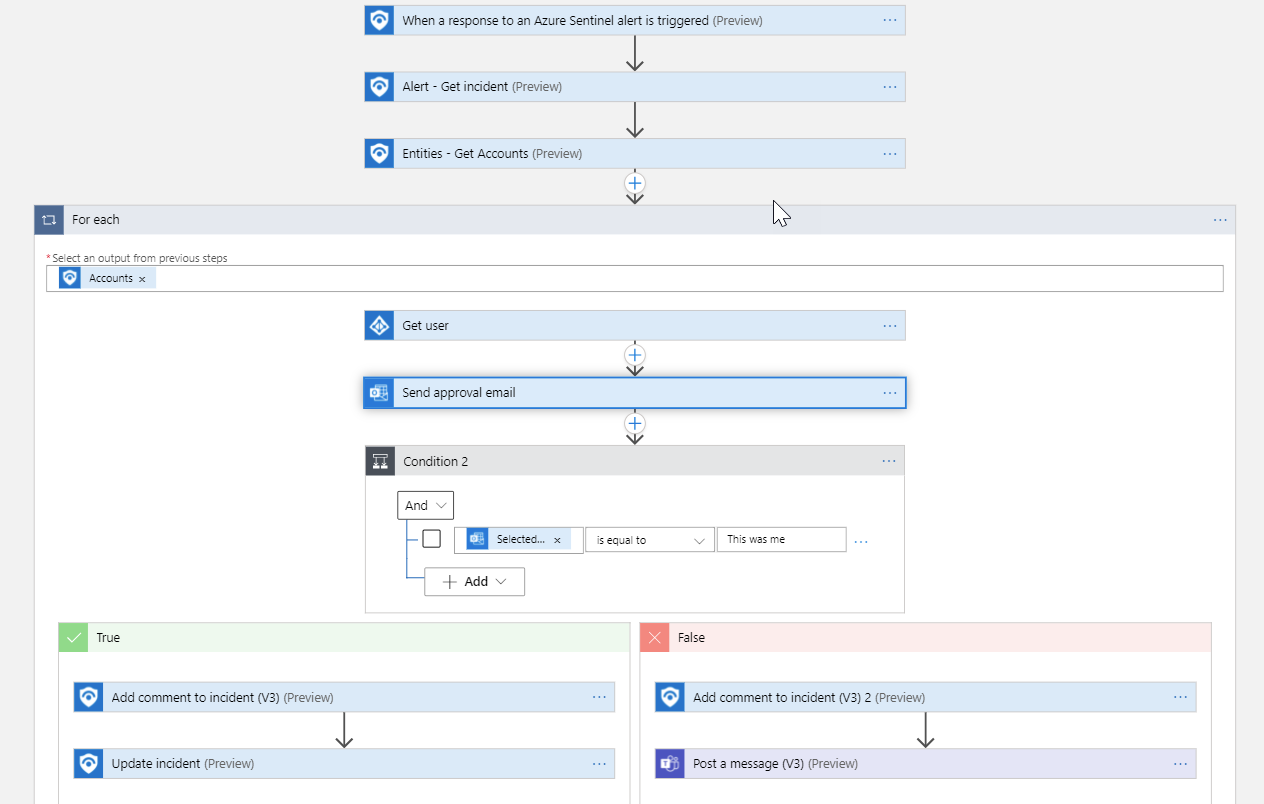 When a response to an Azure Sentinel alert is triggered (Preview)
Alert - Get incident (Preview)
Entities - Get Accounts (Preview)
For each
*Select an output from previous steps
Accounts
Get user
Send approval email
Condition 2
And
Selected... is equal to This was me
Add
True
False
Add comment to incident (V3) (Preview)
Add comment to incident (V3) 2 (Preview)
Update incident (Preview)
Post a message (V3) (Preview)